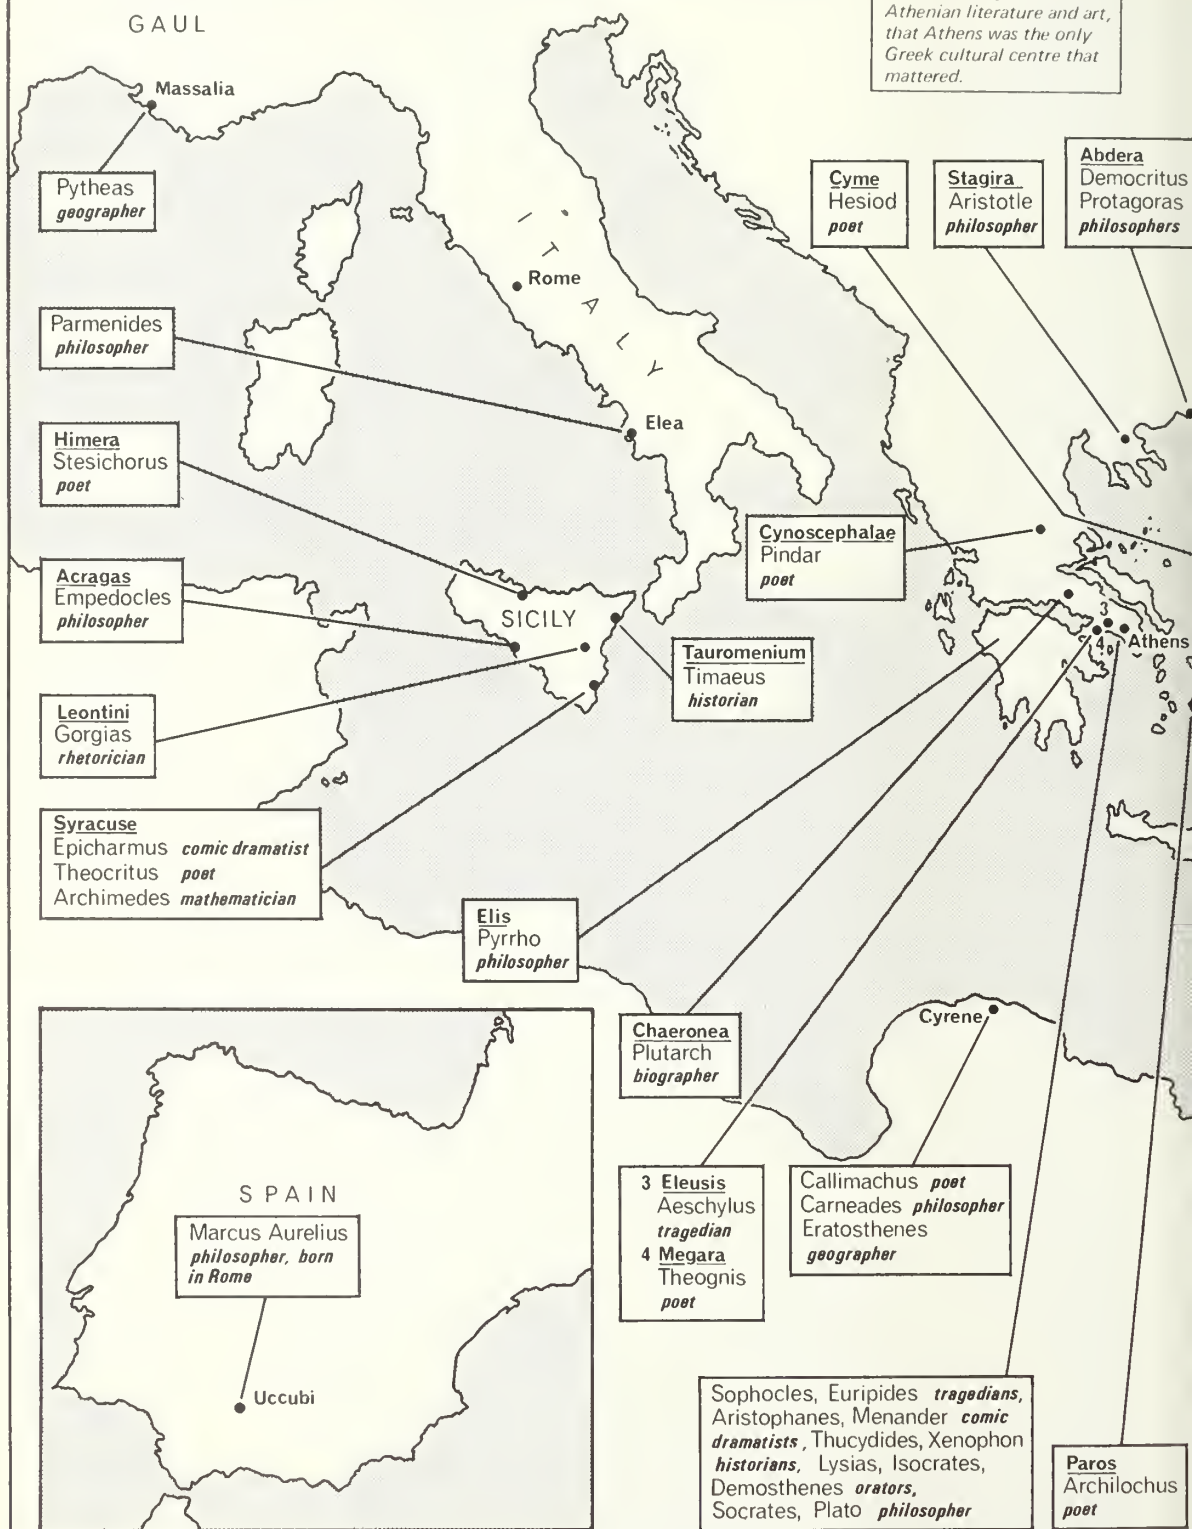 GAUL
Athenian literature and art,
that Athens was the only
Greek cultural centre that
mattered.
Massalia
Pytheas
geographer
Cyme
Hesiod
poet
Stagira
Aristotle
philosopher
Abdera
Democritus
Protagoras
philosophers
ITALY
Rome
Parmenides
philosopher
Elea
Himera
Stesichorus
poet
Cynoscephalae
Pindar
poet
Acragas
Empedocles
philosopher
SICILY
Tauromenium
Timaeus
historian
3
4
Athens
Leontini
Gorgias
rhetorician
Syracuse
Epicharmus comic dramatist
Theocritus poet
Archimedes mathematician
Elis
Pyrrho
philosopher
Chaeronea
Plutarch
biographer
Cyrene
SPAIN
Marcus Aurelius
philosopher, born
in Rome
Uccubi
3 Eleusis
Aeschylus
tragedian
4 Megara
Theognis
poet
Callimachus poet
Carneades philosopher
Eratosthenes
geographer
Sophocles, Euripides tragedians,
Aristophanes, Menander comic
dramatists, Thucydides, Xenophon
historians, Lysias, Isocrates,
Demosthenes orators,
Socrates, Plato philosopher
Paros
Archilochus
poet